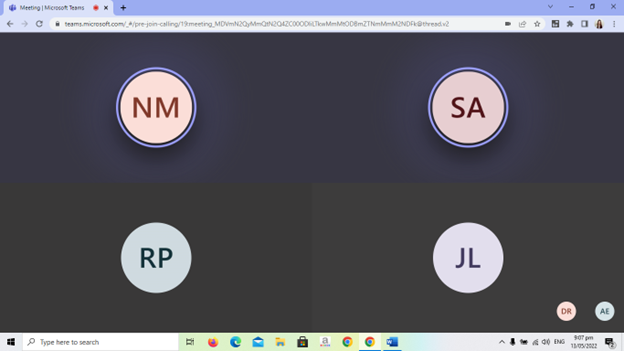 Meeting | Microsoft Teams
teams.microsoft.com/_#/pre-join-calling/19:meeting_MDVmN2QyMmQtN2Q4ZC00ODliLTkwMmMtODBmZTNmMmM2NDFk@thread.v2
NM
SA
RP
JL
DR
AE
Type here to search
ENG
9:07 pm
13/05/2022